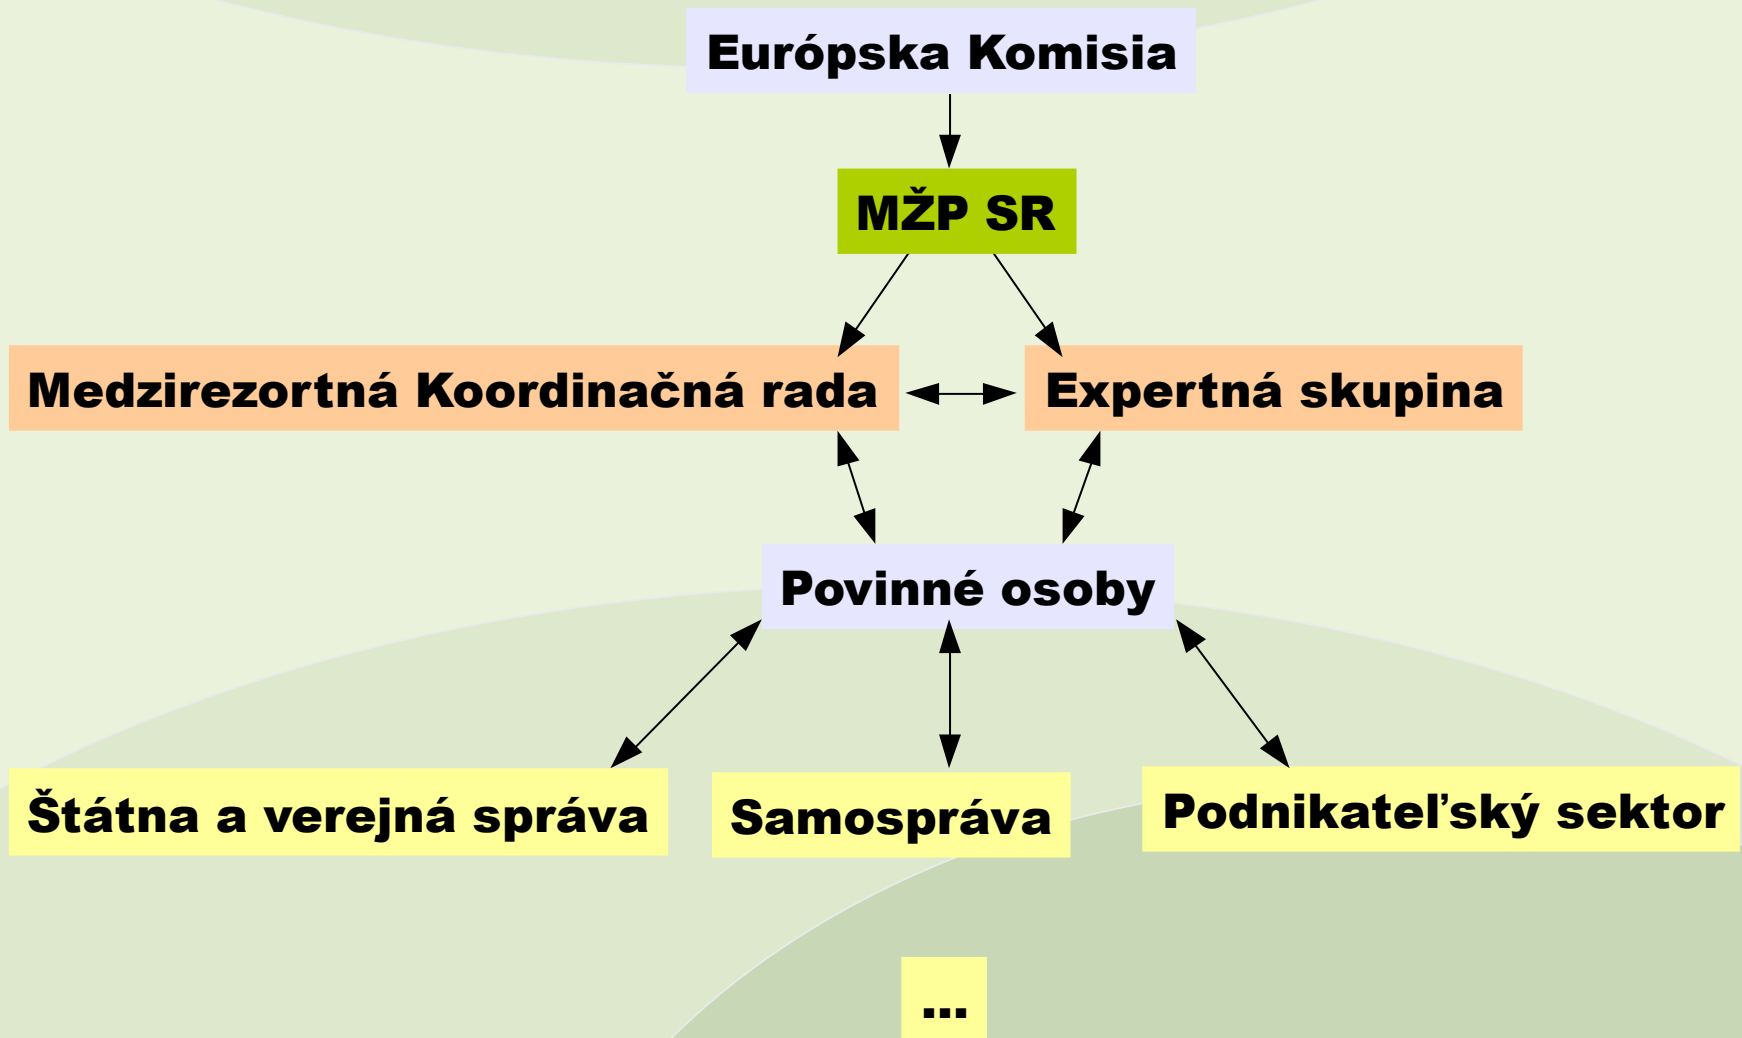 Európska Komisia
MŽP SR
Medzirezortná Koordinačná rada
Expertná skupina
Povinné osoby
Štátna a verejná správa
Samospráva
Podnikateľský sektor
...